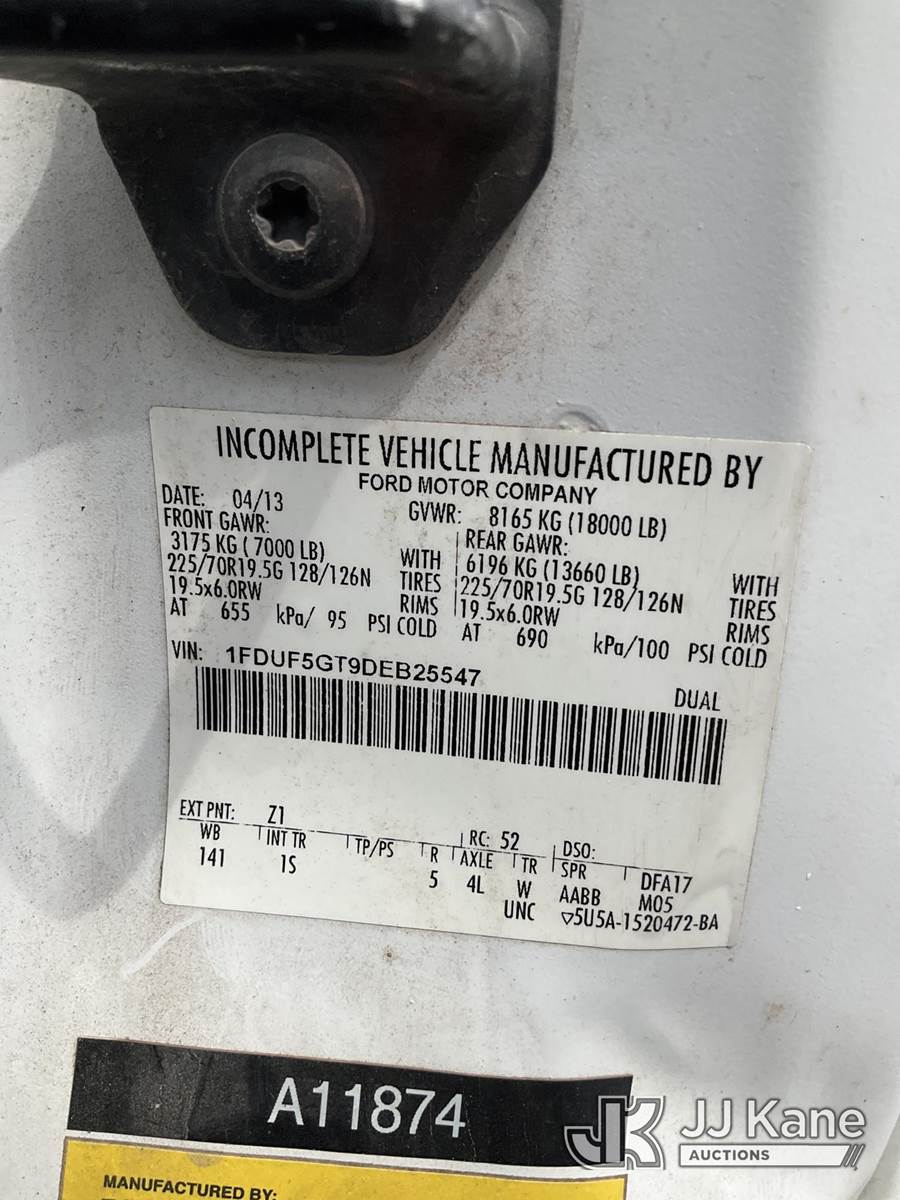 INCOMPLETE VEHICLE MANUFACTURED BY
FORD MOTOR COMPANY
DATE: 04/13 GVWR: 8165 KG (18000 LB)
FRONT GAWR: REAR GAWR:
3175 KG ( 7000 LB) WITH 6196 KG (13660 LB) WITH
225/70R19.5G 128/126N TIRES 225/70R19.5G 128/126N TIRES
19.5x6.0RW RIMS 19.5x6.0RW RIMS
AT 655 kPa/ 95 PSI COLD AT 690 kPa/100 PSI COLD
VIN: 1FDUF5GT9DEB25547
DUAL
EXT PNT: Z1 RC: 52 DSO:
WB INT TR TP/PS R AXLE TR SPR DFA17
141 1S 5 4L W AABB M05
UNC ▽5U5A-1520472-BA
A11874
MANUFACTURED BY:
JK JJ Kane
AUCTIONS